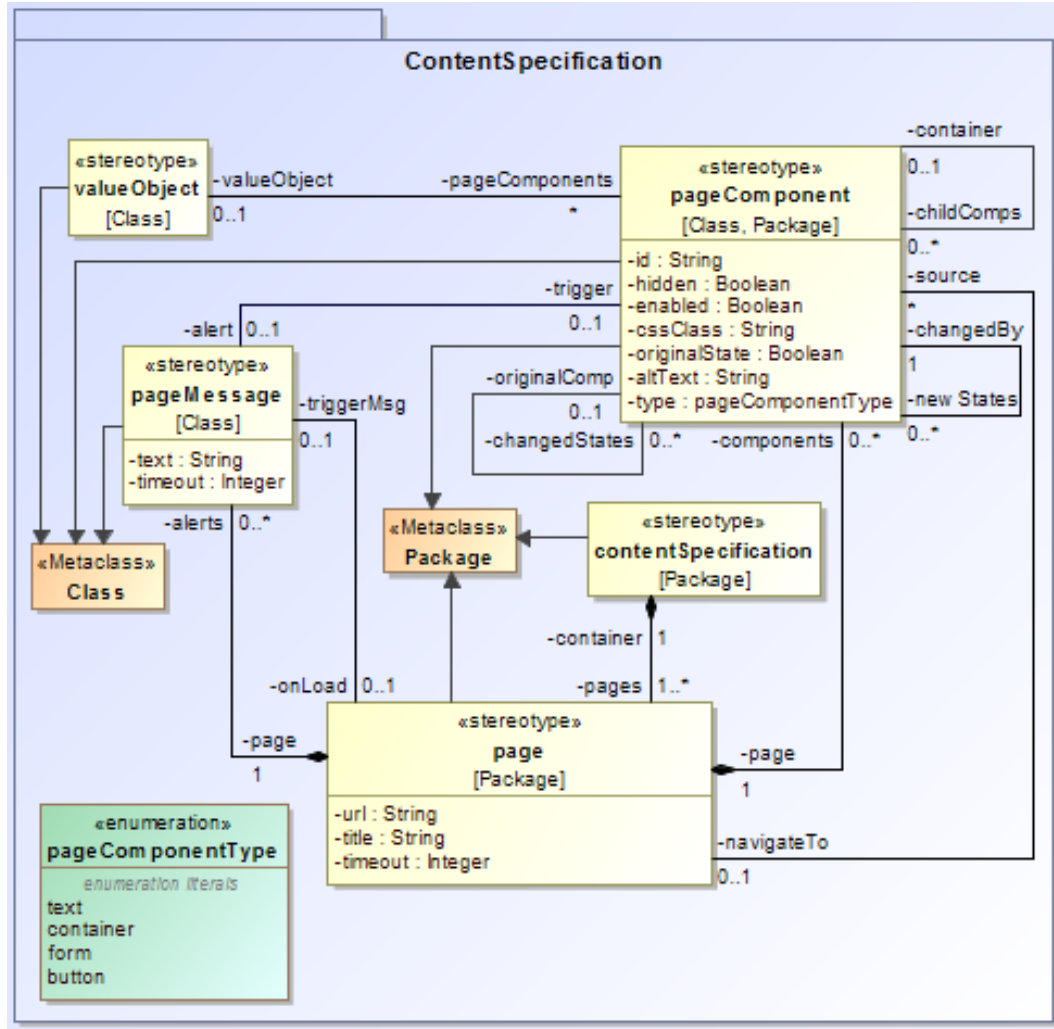 ContentSpecification
«stereotype»
valueObject
[Class]
-valueObject
0..1
-pageComponents
*
«stereotype»
pageComponent
[Class, Package]
-id : String
-hidden : Boolean
-enabled : Boolean
-cssClass : String
-originalState : Boolean
-altText : String
-type : pageComponentType
-container
0..1
-childComps
0..*
-source
*
-changedBy
1
-new States
0..*
-trigger
0..1
-alert 0..1
«stereotype»
pageMessage
[Class]
-text : String
-timeout : Integer
-triggerMsg
0..1
-originalComp
0..1
-changedStates 0..*
-components 0..*
-alerts 0..*
«Metaclass»
Class
«Metaclass»
Package
«stereotype»
contentSpecification
[Package]
-container 1
-onLoad 0..1
-pages 1..*
«stereotype»
page
[Package]
-url : String
-title : String
-timeout : Integer
-page
1
-page
1
-navigateTo
0..1
«enumeration»
pageComponentType
enumeration literals
text
container
form
button